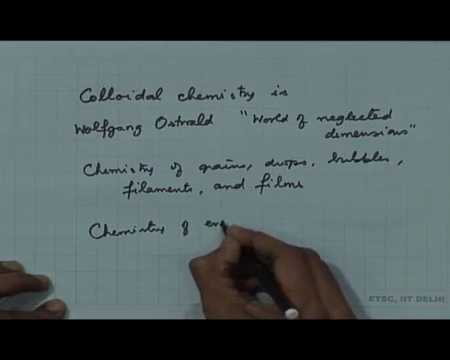 Colloidal chemistry is
Wolfgang Ostwald "World of neglected
dimensions"
Chemistry of grains, drops, bubbles,
filaments, and films
Chemistry of
ETSC, IIT DELHI